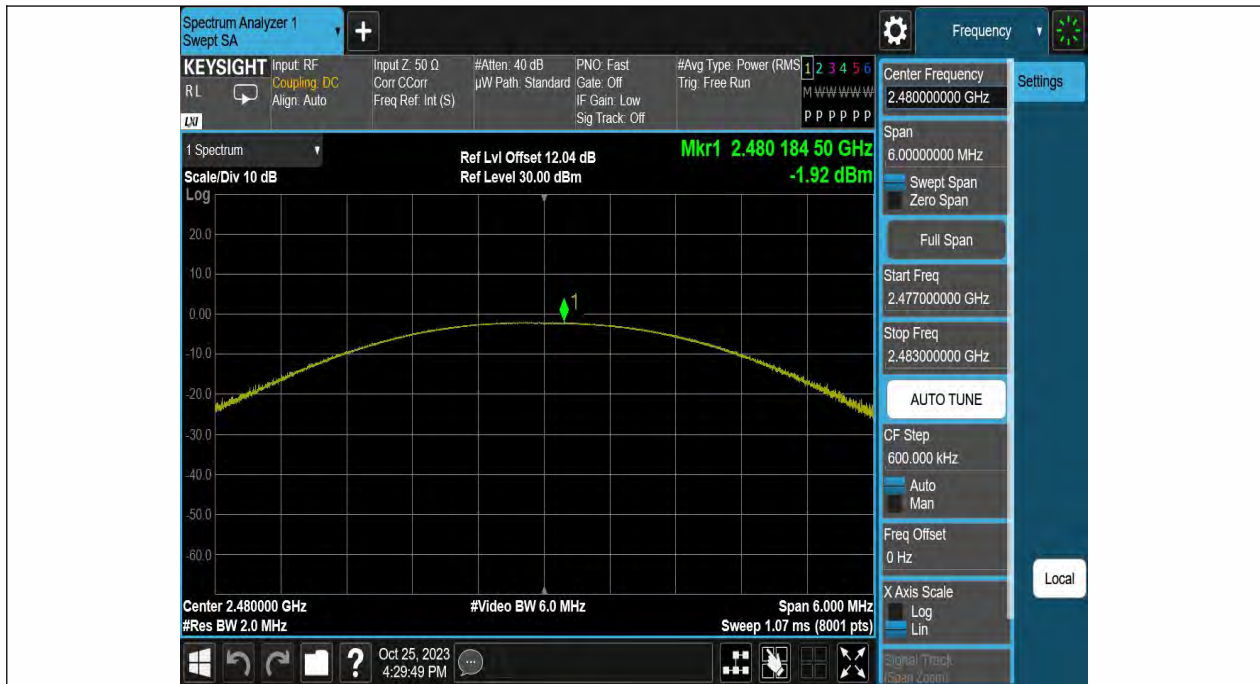 Spectrum Analyzer 1
Swept SA
+
Frequency
KEYSIGHT
RL
LXI
Input: RF
Coupling: DC
Align: Auto
Input Z: 50 Ω
Corr CCorr
Freq Ref: Int (S)
#Atten: 40 dB
µW Path: Standard
PNO: Fast
Gate: Off
IF Gain: Low
Sig Track: Off
#Avg Type: Power (RMS
Trig: Free Run
1 2 3 4 5 6
M W W W W W
P P P P P P
1 Spectrum
Scale/Div 10 dB
Ref Lvl Offset 12.04 dB
Ref Level 30.00 dBm
Mkr1 2.480 184 50 GHz
-1.92 dBm
Log
20.0
10.0
0.00
-10.0
-20.0
-30.0
-40.0
-50.0
-60.0
1
Center 2.480000 GHz
#Res BW 2.0 MHz
#Video BW 6.0 MHz
Span 6.000 MHz
Sweep 1.07 ms (8001 pts)
Center Frequency
2.480000000 GHz
Settings
Span
6.00000000 MHz
Swept Span
Zero Span
Full Span
Start Freq
2.477000000 GHz
Stop Freq
2.483000000 GHz
AUTO TUNE
CF Step
600.000 kHz
Auto
Man
Freq Offset
0 Hz
X Axis Scale
Log
Lin
Signal Track
(Span Zoom)
Local
?
Oct 25, 2023
4:29:49 PM